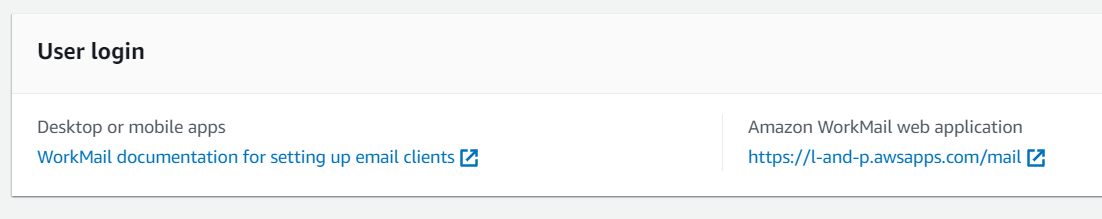 User login
Desktop or mobile apps
WorkMail documentation for setting up email clients
Amazon WorkMail web application
https://l-and-p.awsapps.com/mail